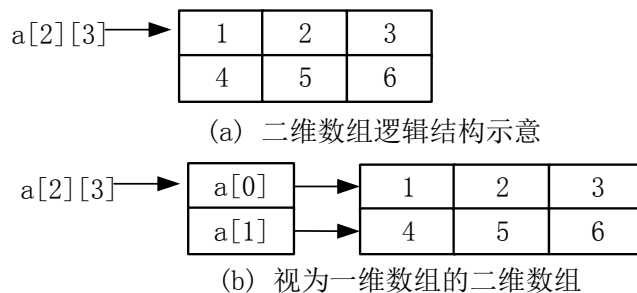 a[2][3] 1 2 3
4 5 6
(a) 二维数组逻辑结构示意
a[2][3] a[0] 1 2 3
a[1] 4 5 6
(b) 视为一维数组的二维数组